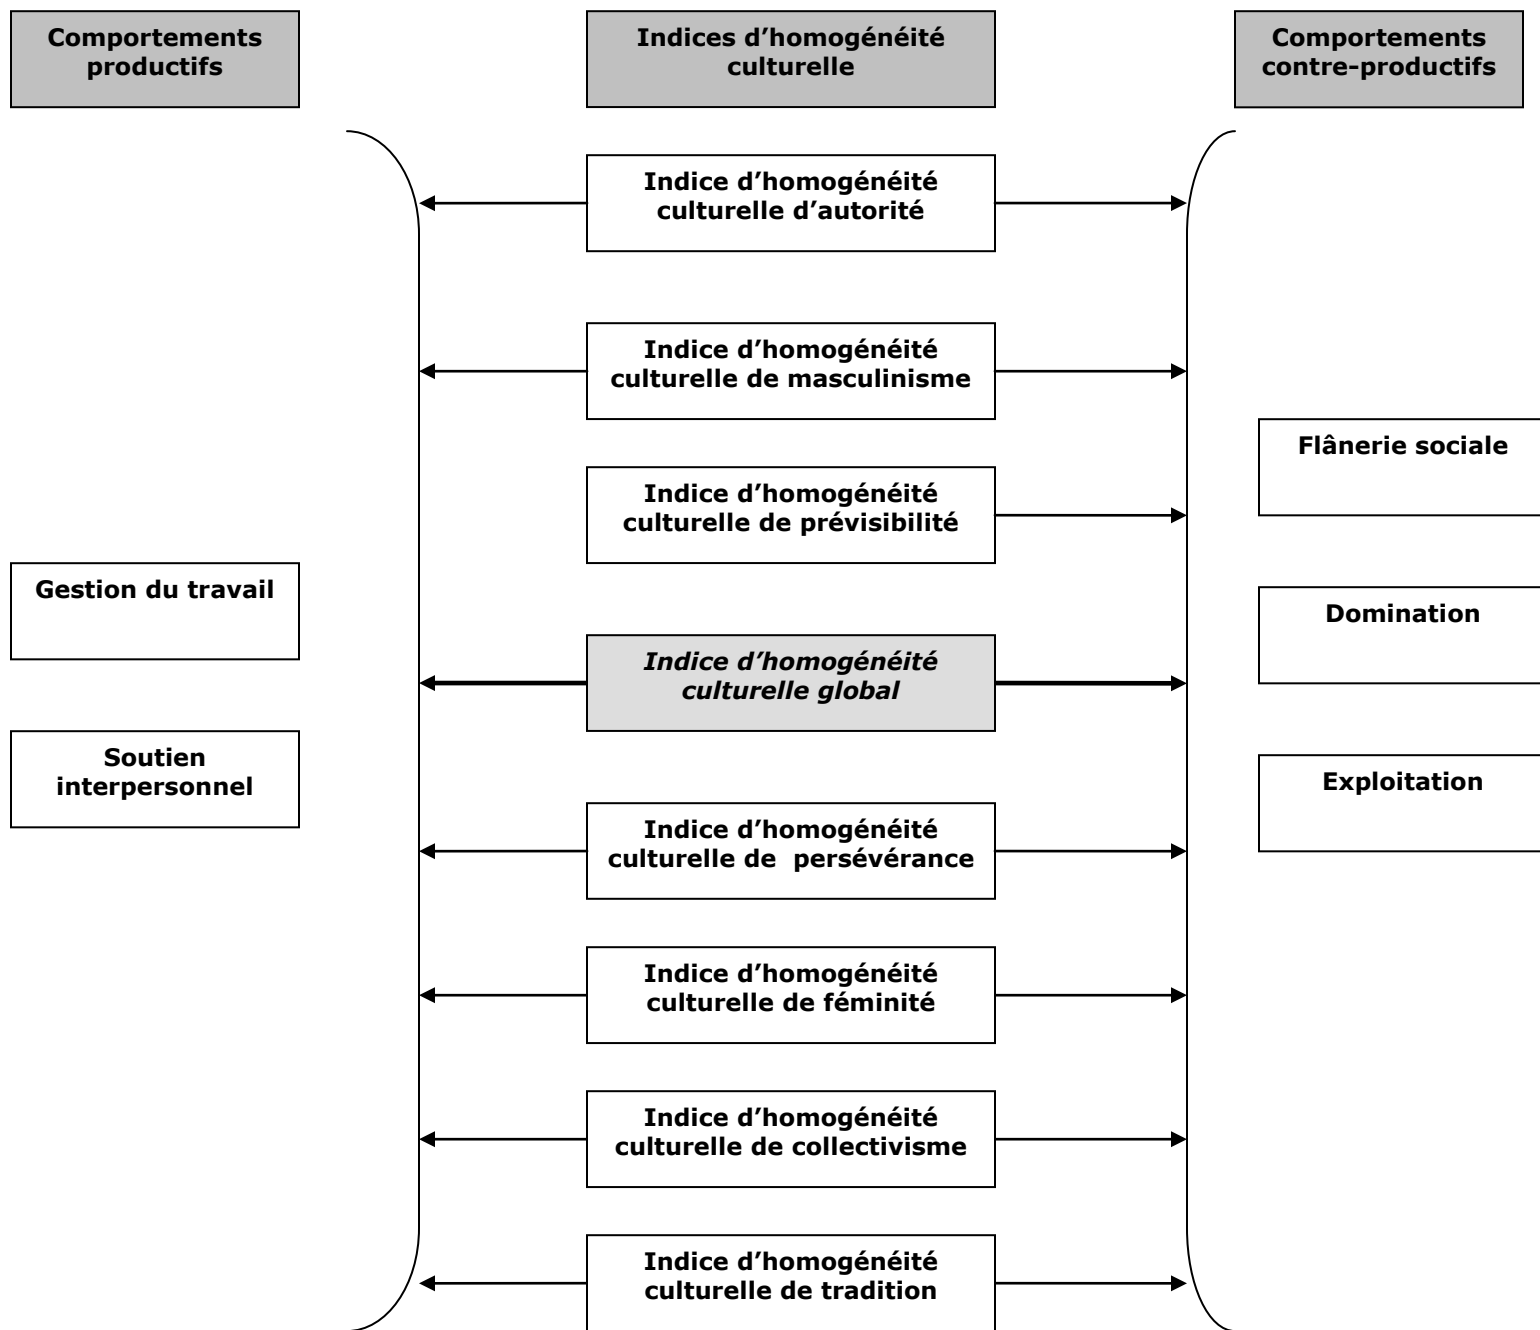 Comportements
productifs
Indices d’homogénéité
culturelle
Comportements
contre-productifs
Indice d’homogénéité
culturelle d’autorité
Indice d’homogénéité
culturelle de masculinisme
Flânerie sociale
Indice d’homogénéité
culturelle de prévisibilité
Gestion du travail
Domination
Indice d’homogénéité
culturelle global
Soutien
interpersonnel
Exploitation
Indice d’homogénéité
culturelle de  persévérance
Indice d’homogénéité
culturelle de féminité
Indice d’homogénéité
culturelle de collectivisme
Indice d’homogénéité
culturelle de tradition